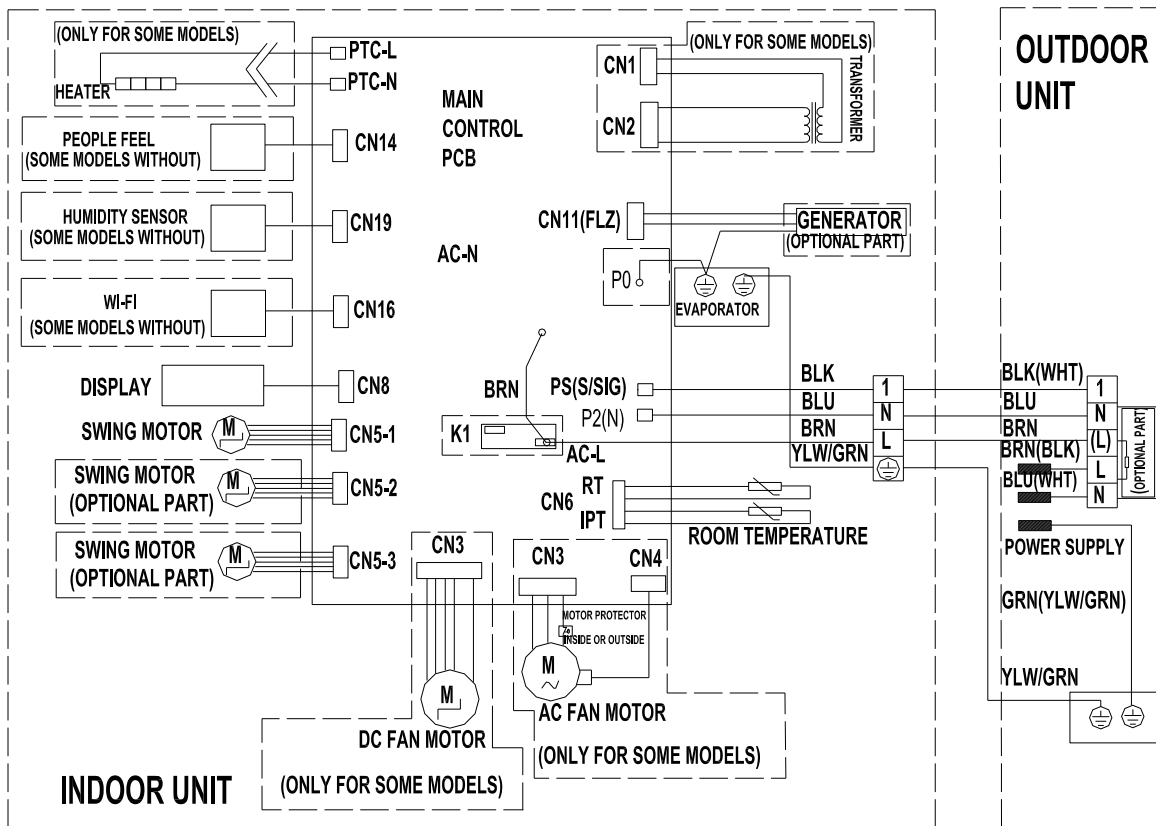 (ONLY FOR SOME MODELS)
HEATER
PTC-L
PTC-N
PEOPLE FEEL
(SOME MODELS WITHOUT)
CN14
HUMIDITY SENSOR
(SOME MODELS WITHOUT)
CN19
WI-FI
(SOME MODELS WITHOUT)
CN16
DISPLAY
CN8
SWING MOTOR
M
CN5-1
SWING MOTOR
(OPTIONAL PART)
M
CN5-2
SWING MOTOR
(OPTIONAL PART)
M
CN5-3
MAIN
CONTROL
PCB
AC-N
BRN
K1
AC-L
(ONLY FOR SOME MODELS)
CN1
CN2
TRANSFORMER
CN11(FLZ)
GENERATOR
(OPTIONAL PART)
P0
EVAPORATOR
PS(S/SIG)
P2(N)
BLK
BLU
BRN
YLW/GRN
1
N
L
CN6
RT
IPT
ROOM TEMPERATURE
CN3
M
DC FAN MOTOR
(ONLY FOR SOME MODELS)
CN3
CN4
MOTOR PROTECTOR
INSIDE OR OUTSIDE
M
AC FAN MOTOR
(ONLY FOR SOME MODELS)
INDOOR UNIT
OUTDOOR
UNIT
BLK(WHT)
BLU
BRN
BRN(BLK)
BLU(WHT)
1
N
(L)
L
N
(OPTIONAL PART)
POWER SUPPLY
GRN(YLW/GRN)
YLW/GRN